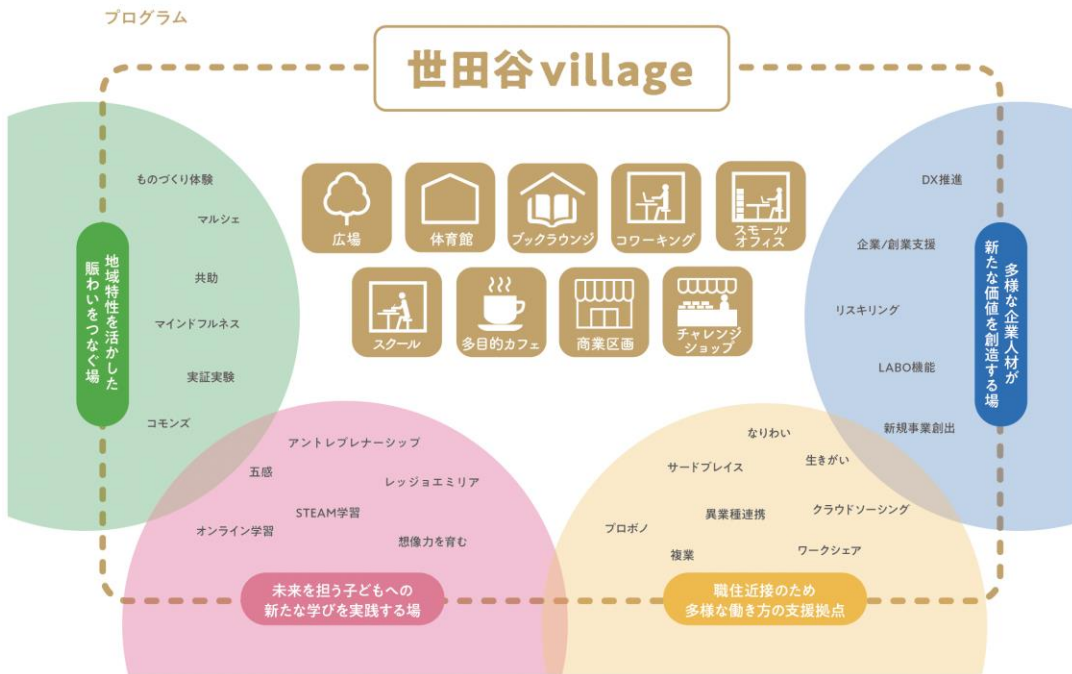 プログラム
世田谷village
広場
体育館
ブックラウンジ
コワーキング
スモール
オフィス
スクール
多目的カフェ
商業区画
チャレンジ
ショップ
ものづくり体験
マルシェ
共助
マインドフルネス
実証実験
コモンズ
地域特性を活かした
賑わいをつなぐ場
DX推進
企業/創業支援
リスキリング
LABO機能
新規事業創出
多様な企業人材が
新たな価値を創造する場
アントレプレナーシップ
五感
レッジョエミリア
STEAM学習
オンライン学習
想像力を育む
未来を担う子どもへの
新たな学びを実践する場
なりわい
サードプレイス
生きがい
プロボノ
異業種連携
クラウドソーシング
複業
ワークシェア
職住近接のため
多様な働き方の支援拠点